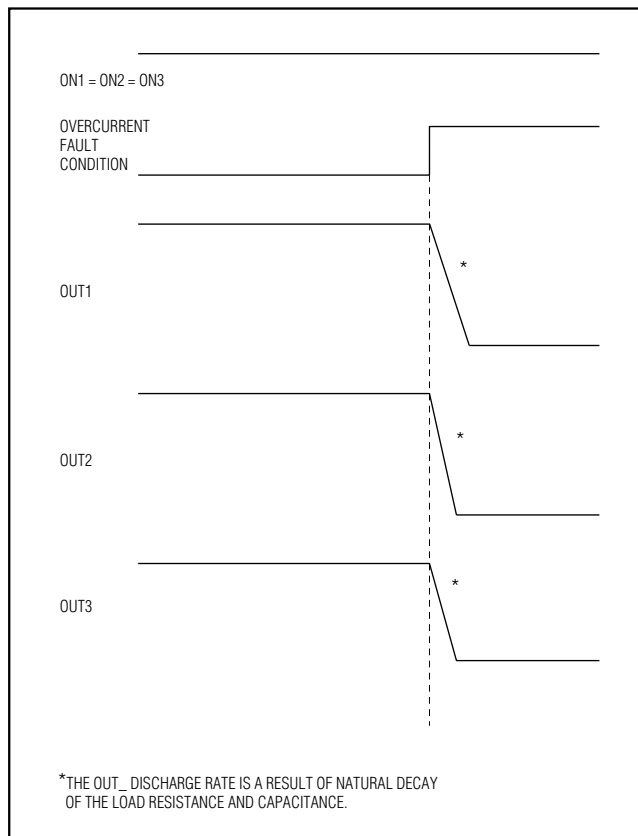 ON1 = ON2 = ON3
OVERCURRENT
FAULT
CONDITION
*
OUT1
*
OUT2
*
OUT3
*THE OUT_ DISCHARGE RATE IS A RESULT OF NATURAL DECAY
OF THE LOAD RESISTANCE AND CAPACITANCE.